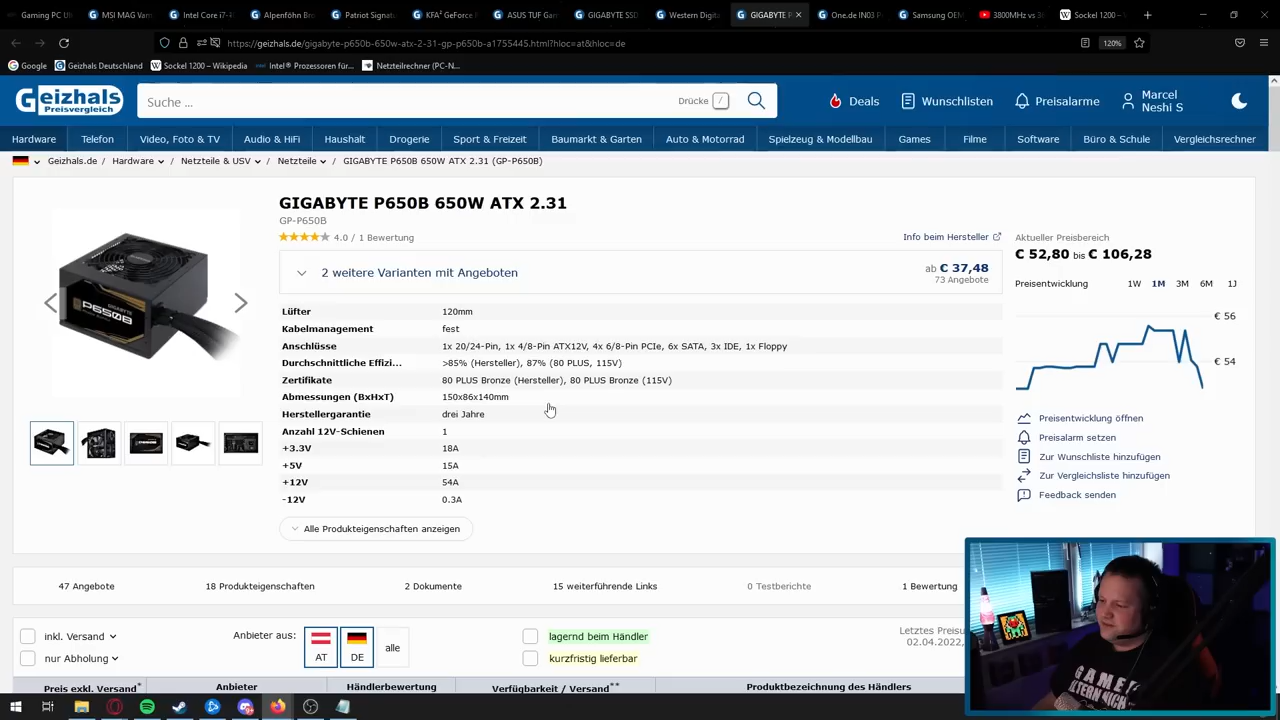 Gaming PC
MSI MAG Vam
Intel Core i7-
Alpenföhn Br
Patriot Signatu
KFA² GeForce
ASUS TUF Gam
GIGABYTE SSD
Western Digita
GIGABYTE P
One.de IN03 P
Samsung OEM
3800MHz vs 3
Sockel 1200 –
https://geizhals.de/gigabyte-p650b-650w-atx-2-31-gp-p650b-a1755445.html?hloc=at&hloc=de
120%
Google
Geizhals Deutschland
Sockel 1200 – Wikipedia
Intel® Prozessoren für...
Netzteilrechner (PC-N...
Geizhals
Preisvergleich
Suche ...
Drücke /
Deals
Wunschlisten
Preisalarme
Marcel
Neshi S
Hardware
Telefon
Video, Foto & TV
Audio & HiFi
Haushalt
Drogerie
Sport & Freizeit
Baumarkt & Garten
Auto & Motorrad
Spielzeug & Modellbau
Games
Filme
Software
Büro & Schule
Vergleichsrechner
Geizhals.de / Hardware / Netzteile & USV / Netzteile / GIGABYTE P650B 650W ATX 2.31 (GP-P650B)
GIGABYTE P650B 650W ATX 2.31
GP-P650B
4.0 / 1 Bewertung
Info beim Hersteller
2 weitere Varianten mit Angeboten
ab € 37,48
73 Angebote
Lüfter 120mm
Kabelmanagement fest
Anschlüsse 1x 20/24-Pin, 1x 4/8-Pin ATX12V, 4x 6/8-Pin PCIe, 6x SATA, 3x IDE, 1x Floppy
Durchschnittliche Effizi... >85% (Hersteller), 87% (80 PLUS, 115V)
Zertifikate 80 PLUS Bronze (Hersteller), 80 PLUS Bronze (115V)
Abmessungen (BxHxT) 150x86x140mm
Herstellergarantie drei Jahre
Anzahl 12V-Schienen 1
+3.3V 18A
+5V 15A
+12V 54A
-12V 0.3A
Alle Produkteigenschaften anzeigen
Aktueller Preisbereich
€ 52,80 bis € 106,28
Preisentwicklung 1W 1M 3M 6M 1J
€ 56
€ 54
Preisentwicklung öffnen
Preisalarm setzen
Zur Wunschliste hinzufügen
Zur Vergleichsliste hinzufügen
Feedback senden
GIGABYTE
P650B
47 Angebote
18 Produkteigenschaften
2 Dokumente
15 weiterführende Links
0 Testberichte
1 Bewertung
inkl. Versand
nur Abholung
Anbieter aus:
AT
DE
alle
lagernd beim Händler
kurzfristig lieferbar
Letztes Preisu
02.04.2022,
Preis exkl. Versand*
Anbieter
Händlerbewertung
Verfügbarkeit / Versand**
Produktbezeichnung des Händlers
GAMER
ALTERN NICH